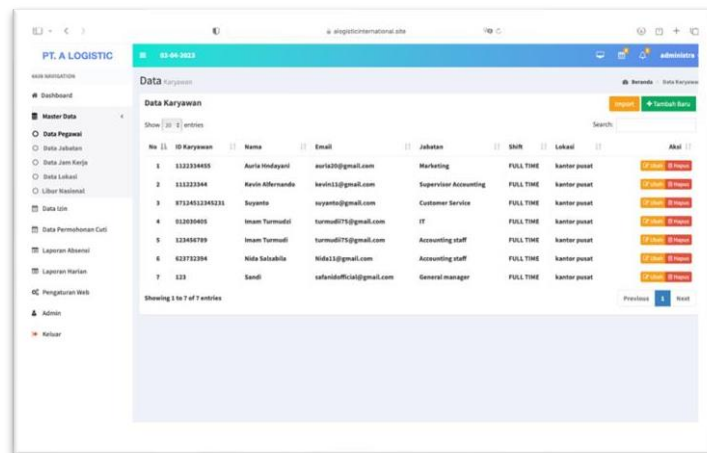 alogisticinternational.site
PT. A LOGISTIC
02-04-2023
administra
MAIN NAVIGATION
Dashboard
Master Data
Data Pegawai
Data Jabatan
Data Jam Kerja
Data Lokasi
Libur Nasional
Data Izin
Data Permohonan Cuti
Laporan Absensi
Laporan Harian
Pengaturan Web
Admin
Keluar
Data Karyawan
Beranda Data Karyawan
Data Karyawan
Import + Tambah Baru
Show 20 entries Search:
No ID Karyawan Nama Email Jabatan Shift Lokasi Aksi
1 1122334455 Auria Hndayani auria20@gmail.com Marketing FULL TIME kantor pusat Ubah Hapus
2 111223344 Kevin Alfernando kevin11@gmail.com Supervisor Accounting FULL TIME kantor pusat Ubah Hapus
3 97124512345231 Suyanto suyanto@gmail.com Customer Service FULL TIME kantor pusat Ubah Hapus
4 012030405 Imam Turmudzi turmudii75@gmail.com IT FULL TIME kantor pusat Ubah Hapus
5 123456789 Imam Turmudi turmudii75@gmail.com Accounting staff FULL TIME kantor pusat Ubah Hapus
6 623732394 Nida Salsabila Nida11@gmail.com Accounting staff FULL TIME kantor pusat Ubah Hapus
7 123 Sandi safanidofficial@gmail.com General manager FULL TIME kantor pusat Ubah Hapus
Showing 1 to 7 of 7 entries
Previous 1 Next